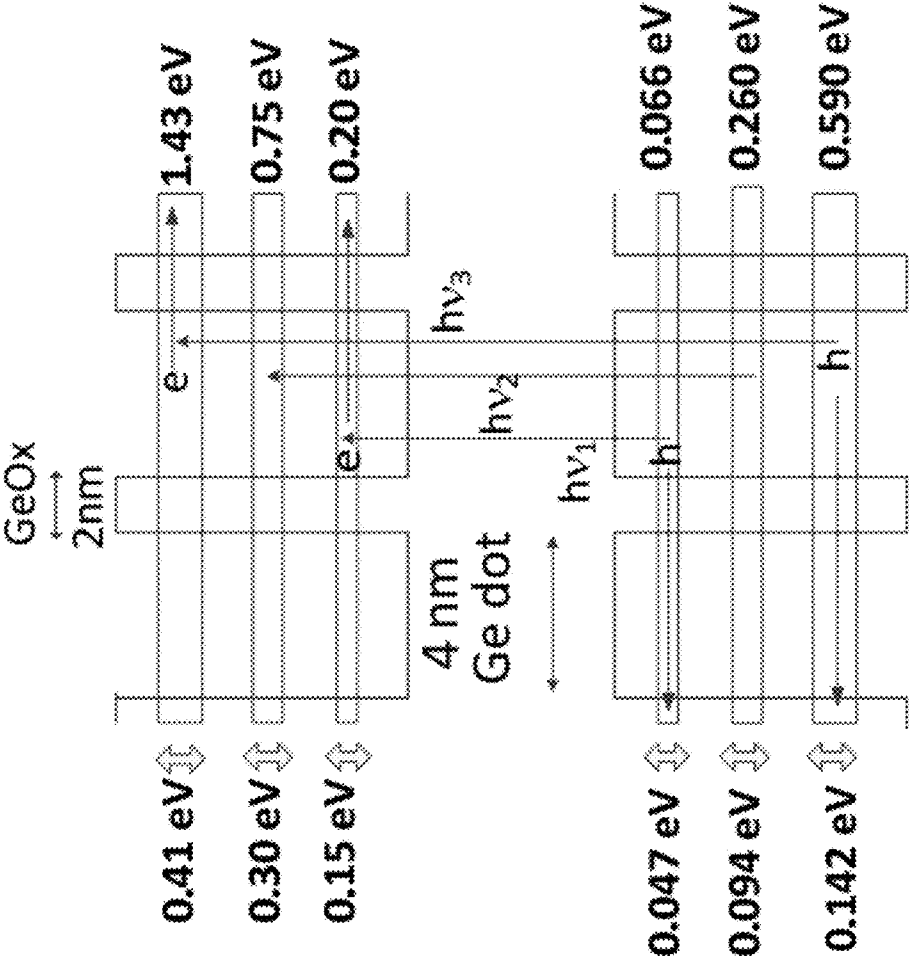 GeOx
2nm
1.43 eV
0.75 eV
0.20 eV
0.066 eV
0.260 eV
0.590 eV
e
e
hν3
hν2
hν1
h
h
4 nm
Ge dot
0.41 eV
0.30 eV
0.15 eV
0.047 eV
0.094 eV
0.142 eV